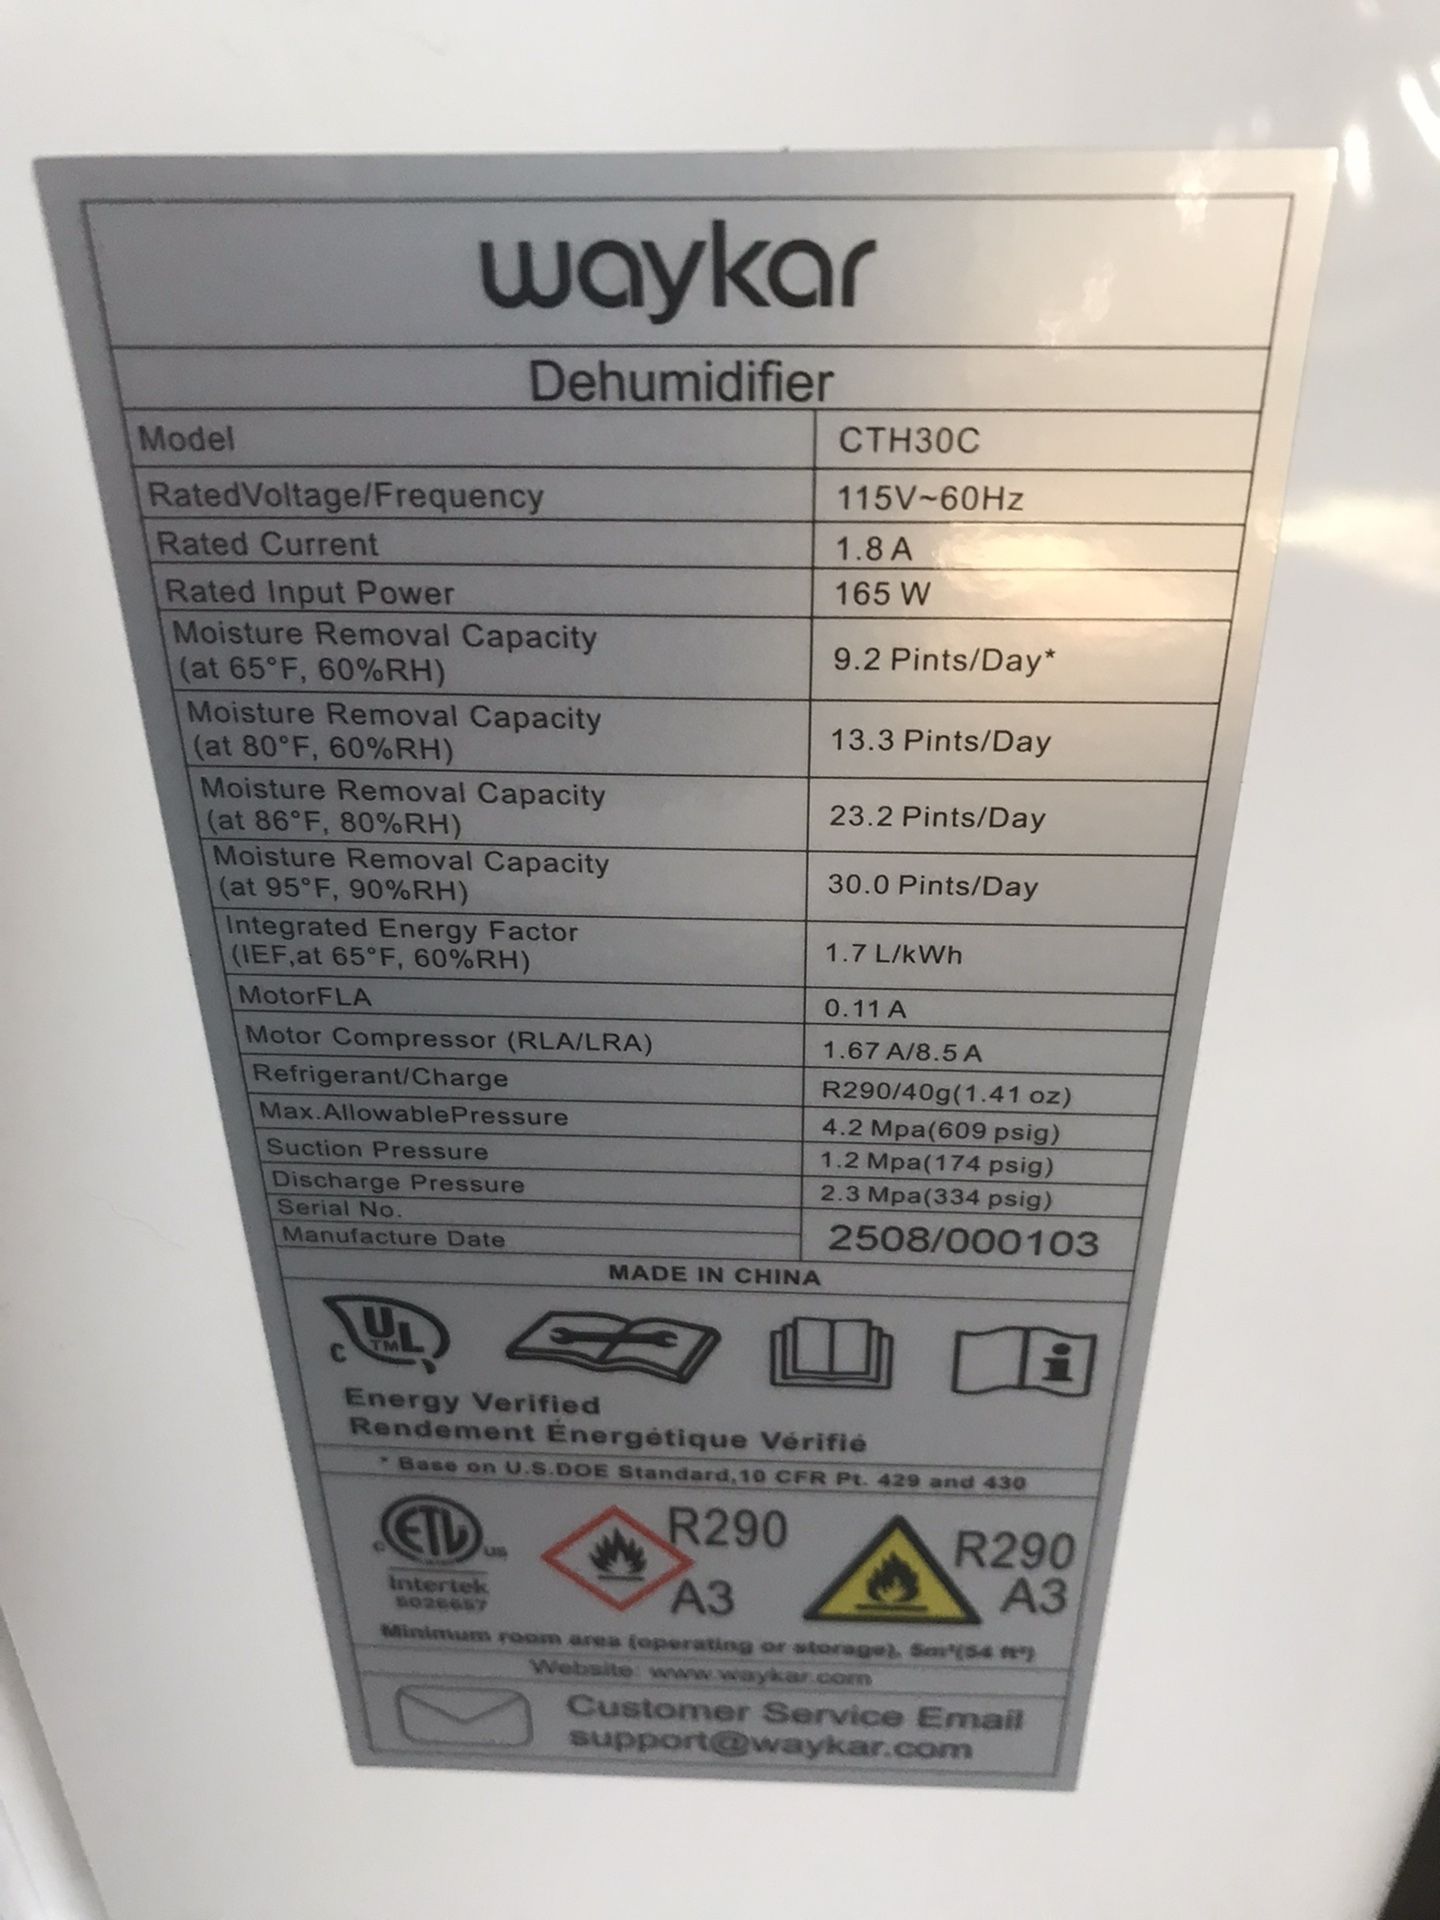 waykar
Dehumidifier
Model CTH30C
RatedVoltage/Frequency 115V~60Hz
Rated Current 1.8 A
Rated Input Power 165 W
Moisture Removal Capacity
(at 65°F, 60%RH) 9.2 Pints/Day*
Moisture Removal Capacity
(at 80°F, 60%RH) 13.3 Pints/Day
Moisture Removal Capacity
(at 86°F, 80%RH) 23.2 Pints/Day
Moisture Removal Capacity
(at 95°F, 90%RH) 30.0 Pints/Day
Integrated Energy Factor
(IEF,at 65°F, 60%RH) 1.7 L/kWh
MotorFLA 0.11 A
Motor Compressor (RLA/LRA) 1.67 A/8.5 A
Refrigerant/Charge R290/40g(1.41 oz)
Max.AllowablePressure 4.2 Mpa(609 psig)
Suction Pressure 1.2 Mpa(174 psig)
Discharge Pressure 2.3 Mpa(334 psig)
Serial No.
Manufacture Date 2508/000103
MADE IN CHINA
C UL TM
Energy Verified
Rendement Énergétique Vérifié
* Base on U.S.DOE Standard,10 CFR Pt. 429 and 430
C ETL US
Intertek
5026657
R290
A3
R290
A3
Minimum room area (operating or storage), 5m²(54 ft²)
Website: www.waykar.com
Customer Service Email
support@waykar.com